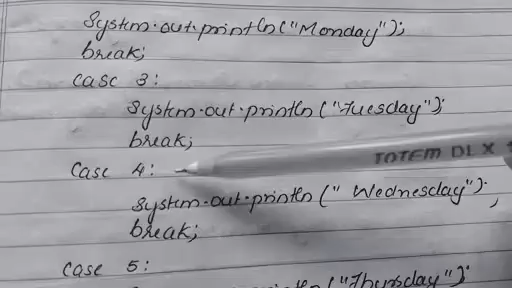 System.out.println("Monday");
break;
case 3:
System.out.println("Tuesday");
break;
TOTEM DLX
case 4:
System.out.println(" Wednesday");
break;
case 5:
("Thursday");